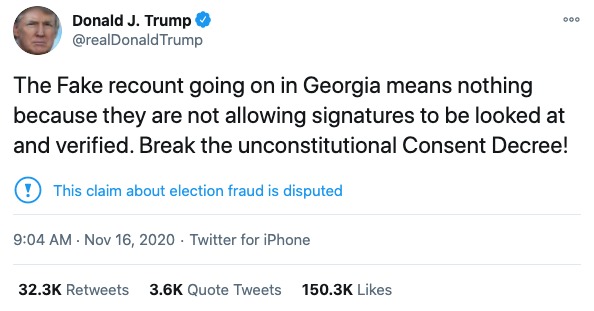 Donald J. Trump
@realDonaldTrump
The Fake recount going on in Georgia means nothing
because they are not allowing signatures to be looked at
and verified. Break the unconstitutional Consent Decree!
This claim about election fraud is disputed
9:04 AM · Nov 16, 2020 · Twitter for iPhone
32.3K Retweets 3.6K Quote Tweets 150.3K Likes